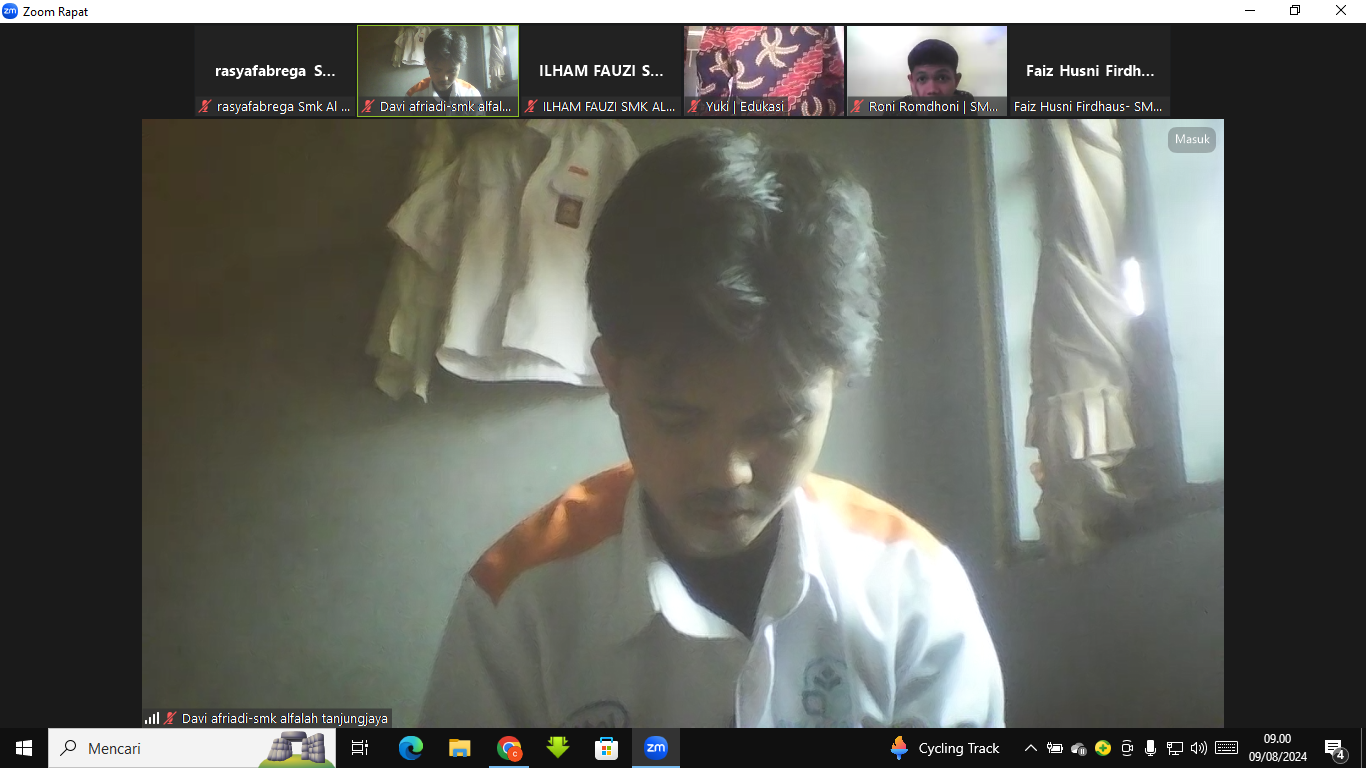 Zoom Rapat
rasyafabrega S...
ILHAM FAUZI S...
Faiz Husni Firdh...
rasyafabrega Smk Al ...
Davi afriadi-smk alfal...
ILHAM FAUZI SMK AL...
Yuki | Edukasi
Roni Romdhoni | SM...
Faiz Husni Firdhaus- SM...
Masuk
Davi afriadi-smk alfalah tanjungjaya
Mencari
zm
Cycling Track
09.00
09/08/2024
4